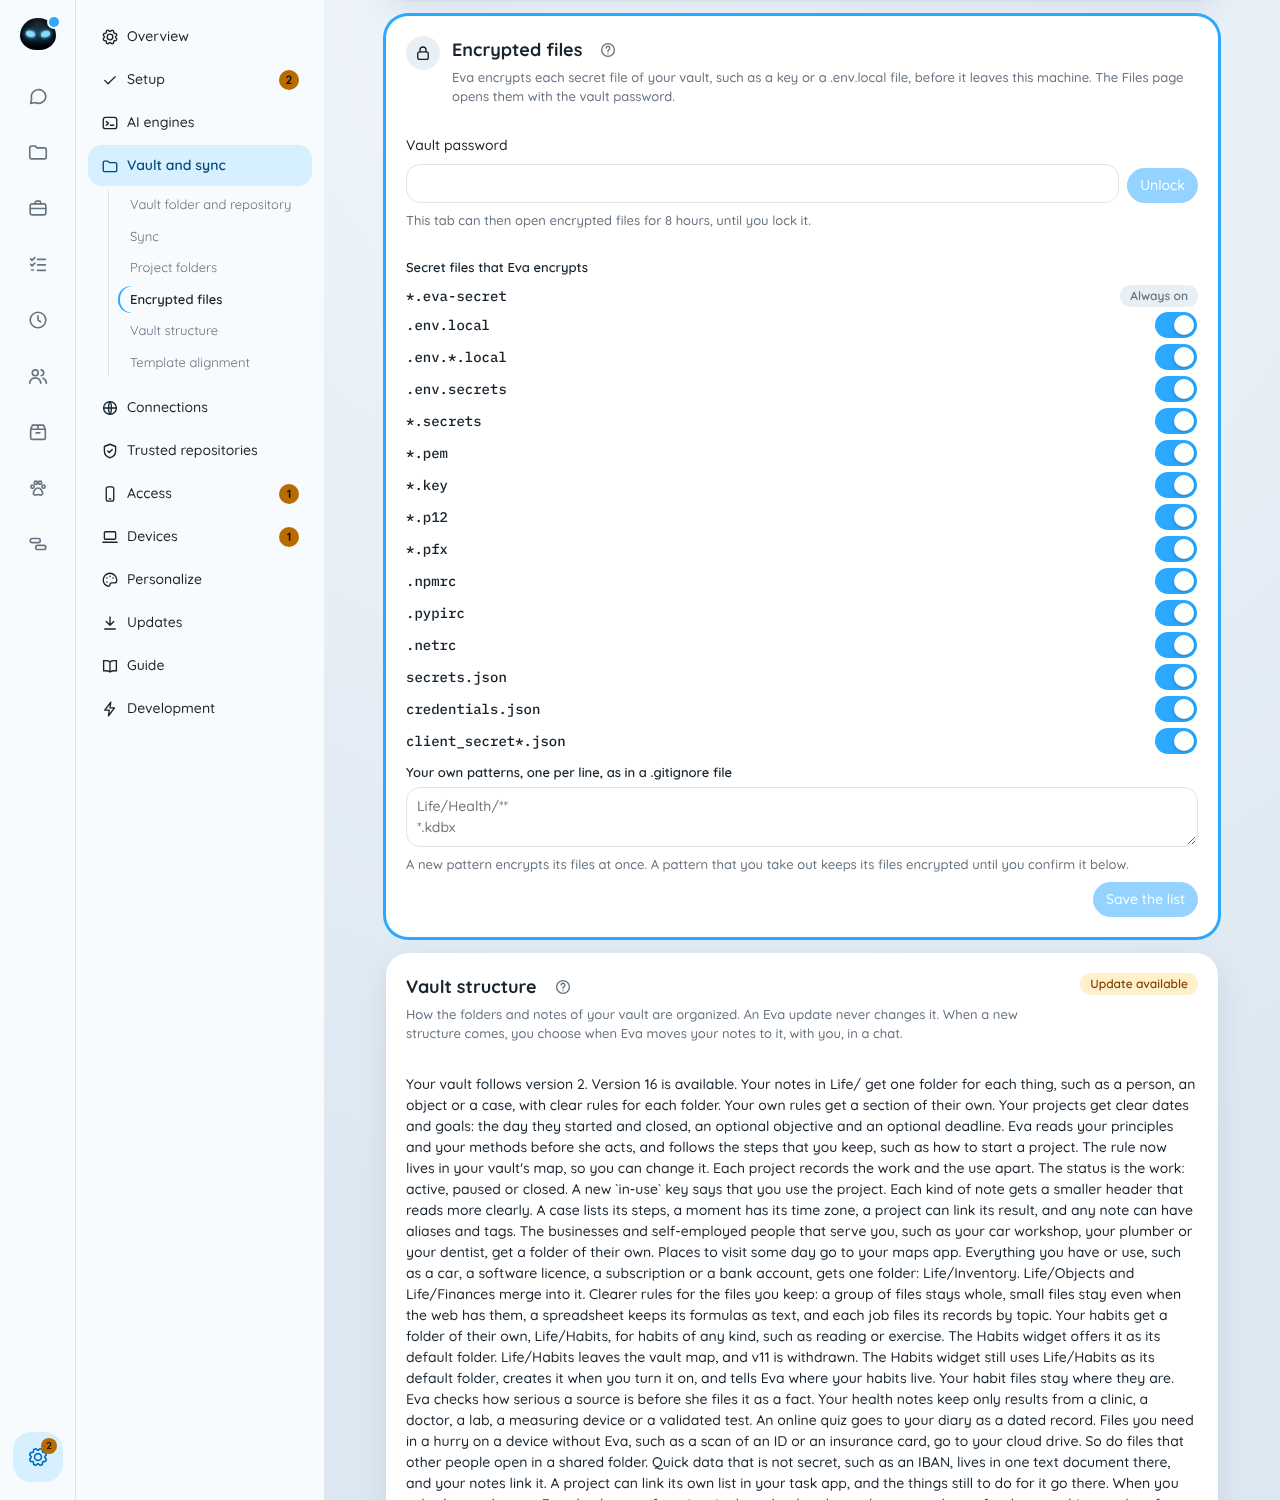 Overview
Setup
2
AI engines
Vault and sync
Vault folder and repository
Sync
Project folders
Encrypted files
Vault structure
Template alignment
Connections
Trusted repositories
Access
1
Devices
1
Personalize
Updates
Guide
Development
2
Encrypted files
Eva encrypts each secret file of your vault, such as a key or a .env.local file, before it leaves this machine. The Files page
opens them with the vault password.
Vault password
Unlock
This tab can then open encrypted files for 8 hours, until you lock it.
Secret files that Eva encrypts
*.eva-secret
Always on
.env.local
.env.*.local
.env.secrets
*.secrets
*.pem
*.key
*.p12
*.pfx
.npmrc
.pypirc
.netrc
secrets.json
credentials.json
client_secret*.json
Your own patterns, one per line, as in a .gitignore file
Life/Health/**
*.kdbx
A new pattern encrypts its files at once. A pattern that you take out keeps its files encrypted until you confirm it below.
Save the list
Vault structure
Update available
How the folders and notes of your vault are organized. An Eva update never changes it. When a new
structure comes, you choose when Eva moves your notes to it, with you, in a chat.
Your vault follows version 2. Version 16 is available. Your notes in Life/ get one folder for each thing, such as a person, an
object or a case, with clear rules for each folder. Your own rules get a section of their own. Your projects get clear dates
and goals: the day they started and closed, an optional objective and an optional deadline. Eva reads your principles
and your methods before she acts, and follows the steps that you keep, such as how to start a project. The rule now
lives in your vault's map, so you can change it. Each project records the work and the use apart. The status is the work:
active, paused or closed. A new `in-use` key says that you use the project. Each kind of note gets a smaller header that
reads more clearly. A case lists its steps, a moment has its time zone, a project can link its result, and any note can have
aliases and tags. The businesses and self-employed people that serve you, such as your car workshop, your plumber or
your dentist, get a folder of their own. Places to visit some day go to your maps app. Everything you have or use, such
as a car, a software licence, a subscription or a bank account, gets one folder: Life/Inventory. Life/Objects and
Life/Finances merge into it. Clearer rules for the files you keep: a group of files stays whole, small files stay even when
the web has them, a spreadsheet keeps its formulas as text, and each job files its records by topic. Your habits get a
folder of their own, Life/Habits, for habits of any kind, such as reading or exercise. The Habits widget offers it as its
default folder. Life/Habits leaves the vault map, and v11 is withdrawn. The Habits widget still uses Life/Habits as its
default folder, creates it when you turn it on, and tells Eva where your habits live. Your habit files stay where they are.
Eva checks how serious a source is before she files it as a fact. Your health notes keep only results from a clinic, a
doctor, a lab, a measuring device or a validated test. An online quiz goes to your diary as a dated record. Files you need
in a hurry on a device without Eva, such as a scan of an ID or an insurance card, go to your cloud drive. So do files that
other people open in a shared folder. Quick data that is not secret, such as an IBAN, lives in one text document there,
and your notes link it. A project can link its own list in your task app, and the things still to do for it go there. When you